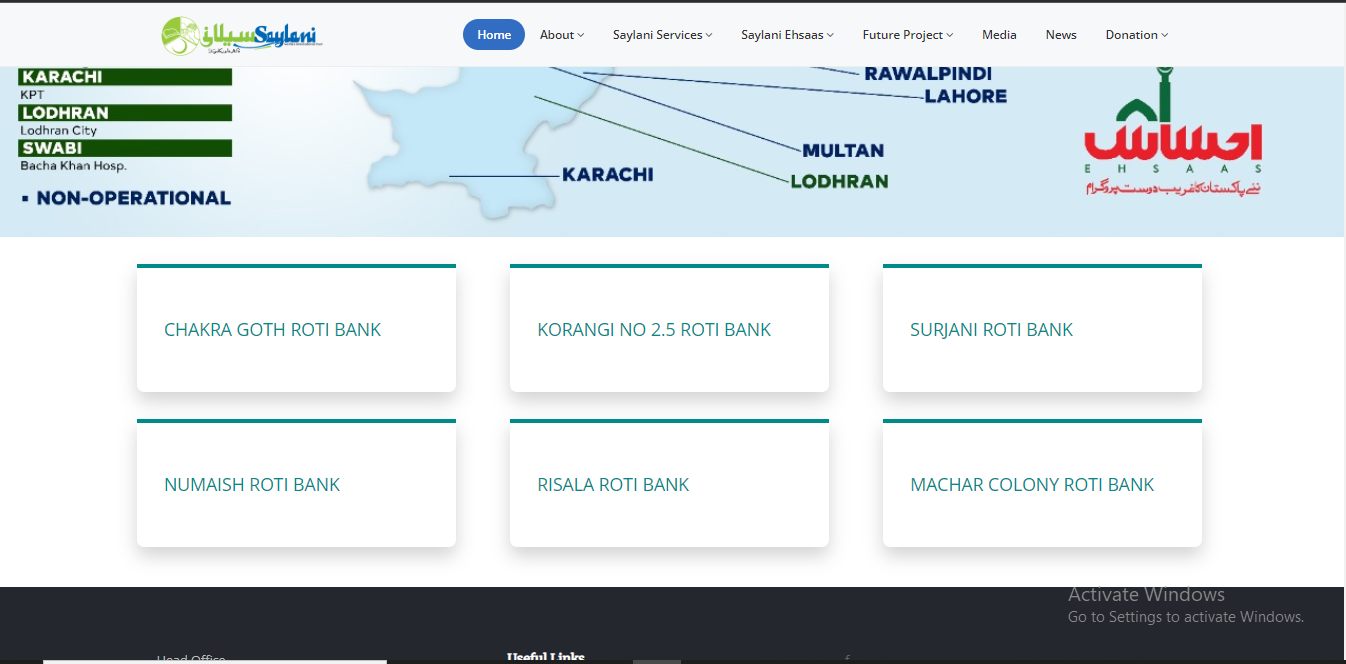 سیلانی Saylani
Home About Saylani Services Saylani Ehsaas Future Project Media News Donation
KARACHI
KPT
LODHRAN
Lodhran City
SWABI
Bacha Khan Hosp.
▪ NON-OPERATIONAL
RAWALPINDI
LAHORE
MULTAN
LODHRAN
KARACHI
احساس
EHSAAS
نئے پاکستان کا غریب دوست پروگرام
CHAKRA GOTH ROTI BANK
KORANGI NO 2.5 ROTI BANK
SURJANI ROTI BANK
NUMAISH ROTI BANK
RISALA ROTI BANK
MACHAR COLONY ROTI BANK
Activate Windows
Go to Settings to activate Windows.
Head Office
Useful Links